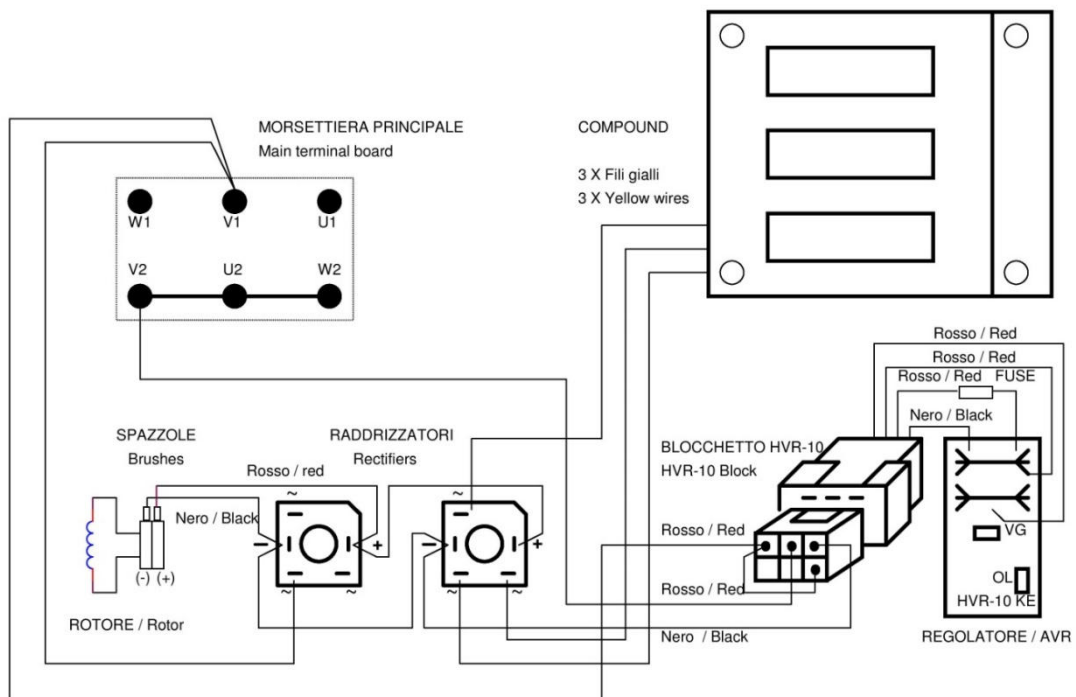 MORSETTIERA PRINCIPALE
Main terminal board
COMPOUND
3 X Fili gialli
3 X Yellow wires
W1
V1
U1
V2
U2
W2
Rosso / Red
Rosso / Red
Rosso / Red
FUSE
Nero / Black
SPAZZOLE
Brushes
RADDRIZZATORI
Rectifiers
BLOCCHETTO HVR-10
HVR-10 Block
Rosso / red
Nero / Black
~
~
-
+
-
+
~
~
~
~
Rosso / Red
Rosso / Red
Nero / Black
VG
OL
HVR-10 KE
(-) (+)
ROTORE / Rotor
REGOLATORE / AVR